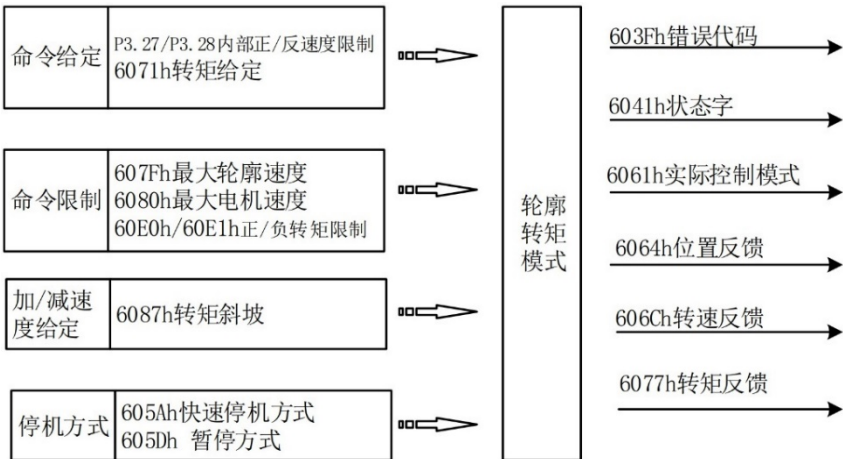 命令给定
P3.27/P3.28内部正/反速度限制
6071h转矩给定
命令限制
607Fh最大轮廓速度
6080h最大电机速度
60E0h/60E1h正/负转矩限制
加/减速
度给定
6087h转矩斜坡
停机方式
605Ah快速停机方式
605Dh 暂停方式
轮廓
转矩
模式
603Fh错误代码
6041h状态字
6061h实际控制模式
6064h位置反馈
606Ch转速反馈
6077h转矩反馈